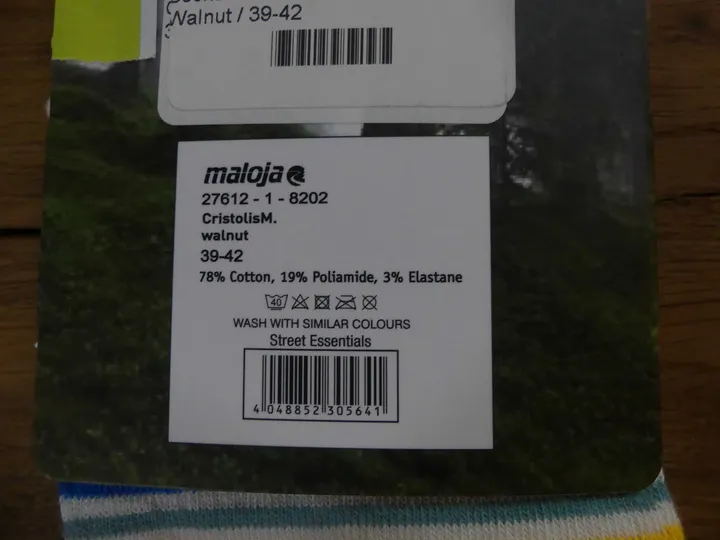 Walnut / 39-42
maloja
27612 - 1 - 8202
CristolisM.
walnut
39-42
78% Cotton, 19% Poliamide, 3% Elastane
40
WASH WITH SIMILAR COLOURS
Street Essentials
4 048852 305641